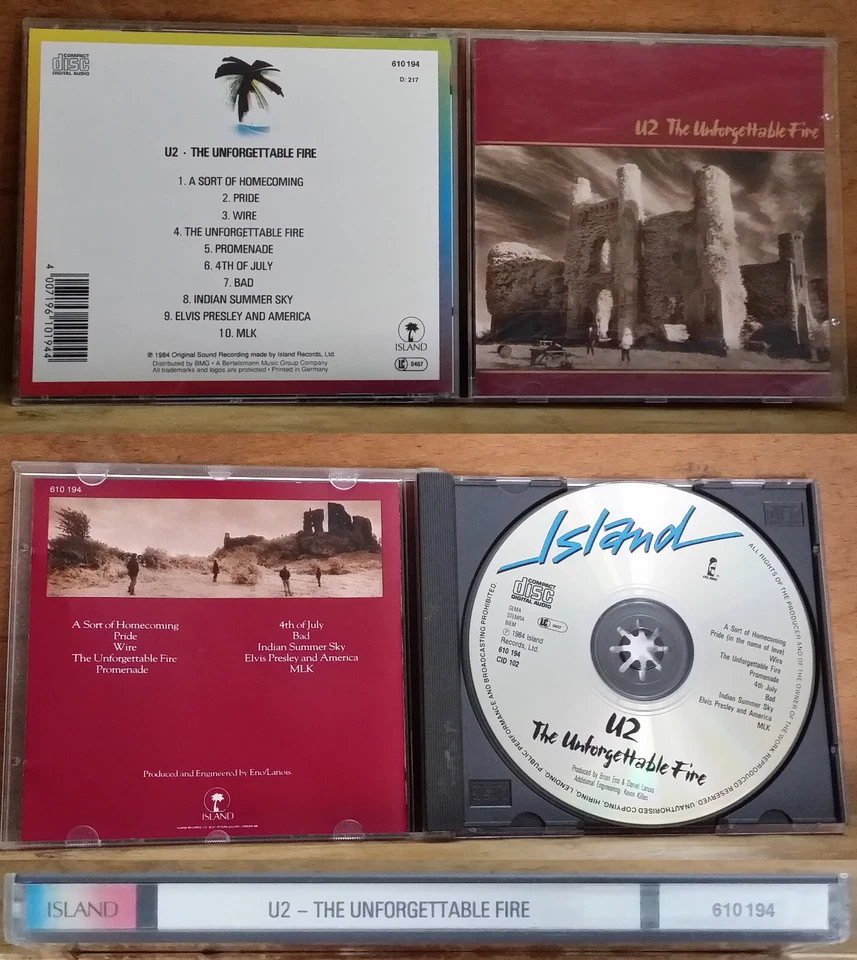 COMPACT
disc
DIGITAL AUDIO
610 194
D: 217
U2 · THE UNFORGETTABLE FIRE
1. A SORT OF HOMECOMING
2. PRIDE
3. WIRE
4. THE UNFORGETTABLE FIRE
5. PROMENADE
6. 4TH OF JULY
7. BAD
8. INDIAN SUMMER SKY
9. ELVIS PRESLEY AND AMERICA
10. MLK
4 007196 101944
ISLAND
℗ 1984 Original Sound Recording made by Island Records, Ltd.
Distributed by BMG • A Bertelsmann Music Group Company
All trademarks and logos are protected • Printed in Germany
LC 0407
U2 The Unforgettable Fire
610 194
A Sort of Homecoming
Pride
Wire
The Unforgettable Fire
Promenade
4th of July
Bad
Indian Summer Sky
Elvis Presley and America
MLK
Produced and Engineered by Eno/Lanois
ISLAND
Island
COMPACT
disc
DIGITAL AUDIO
ISLAND
GEMA
STEMRA
BIEM
LC 0407
℗ 1984 Island
Records, Ltd.
610 194
CID 102
A Sort of Homecoming
Pride (in the name of love)
Wire
The Unforgettable Fire
Promenade
4th July
Bad
Indian Summer Sky
Elvis Presley and America
MLK
U2
The Unforgettable Fire
Produced by Brian Eno & Daniel Lanois
Additional Engineering: Kevin Killen
ALL RIGHTS OF THE PRODUCER AND OF THE OWNER OF THE WORK REPRODUCED RESERVED. UNAUTHORISED COPYING, HIRING, LENDING, PUBLIC PERFORMANCE AND BROADCASTING PROHIBITED.
ISLAND
U2 – THE UNFORGETTABLE FIRE
610 194